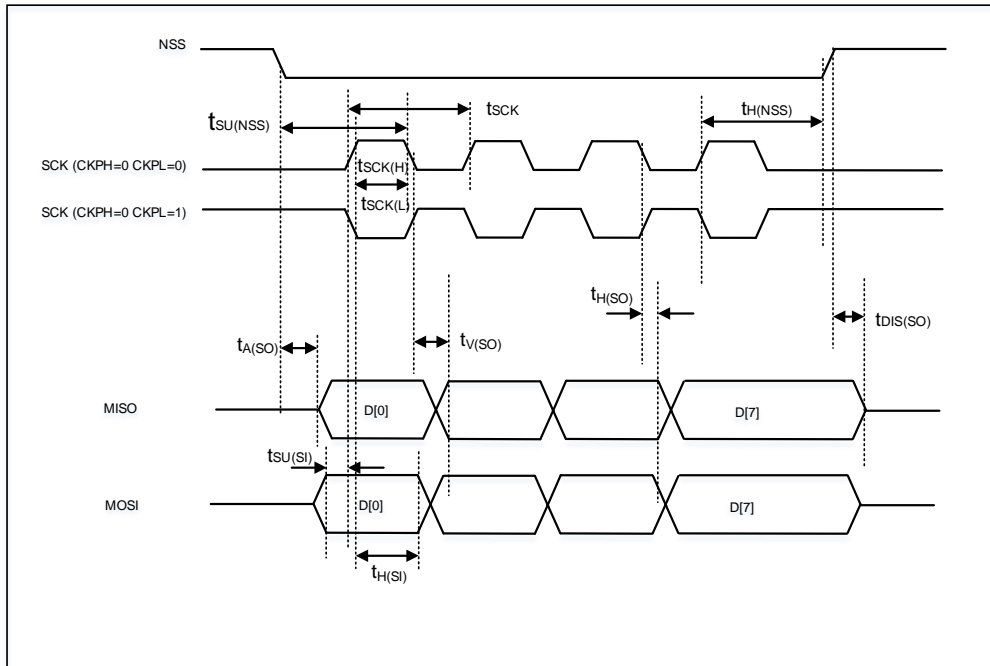 NSS
tSCK
tH(NSS)
tSU(NSS)
SCK (CKPH=0 CKPL=0)
tSCK(H)
tSCK(L)
SCK (CKPH=0 CKPL=1)
tH(SO)
tDIS(SO)
tV(SO)
tA(SO)
MISO
D[0]
D[7]
tSU(SI)
MOSI
D[0]
D[7]
tH(SI)